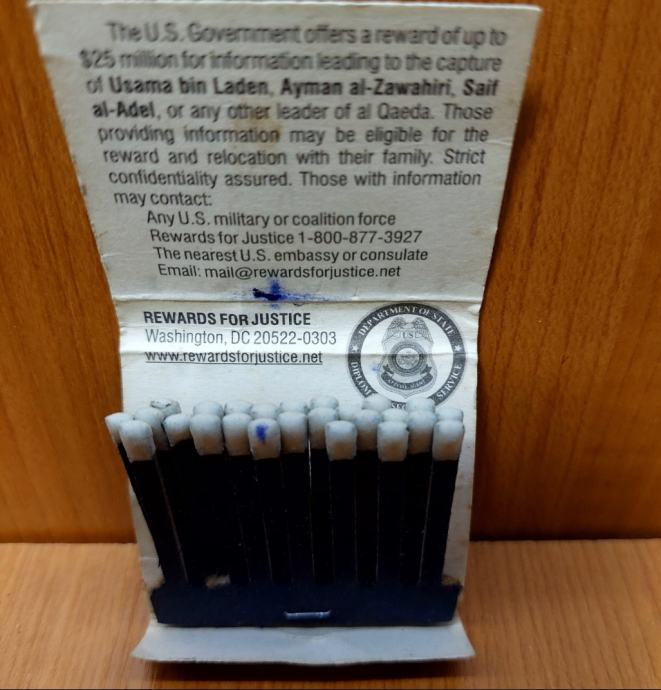 The U.S. Government offers a reward of up to
$25 million for information leading to the capture
of Usama bin Laden, Ayman al-Zawahiri, Saif
al-Adel, or any other leader of al Qaeda. Those
providing information may be eligible for the
reward and relocation with their family. Strict
confidentiality assured. Those with information
may contact:
Any U.S. military or coalition force
Rewards for Justice 1-800-877-3927
The nearest U.S. embassy or consulate
Email: mail@rewardsforjustice.net
REWARDS FOR JUSTICE
Washington, DC 20522-0303
www.rewardsforjustice.net
DEPARTMENT OF STATE
SERVICE